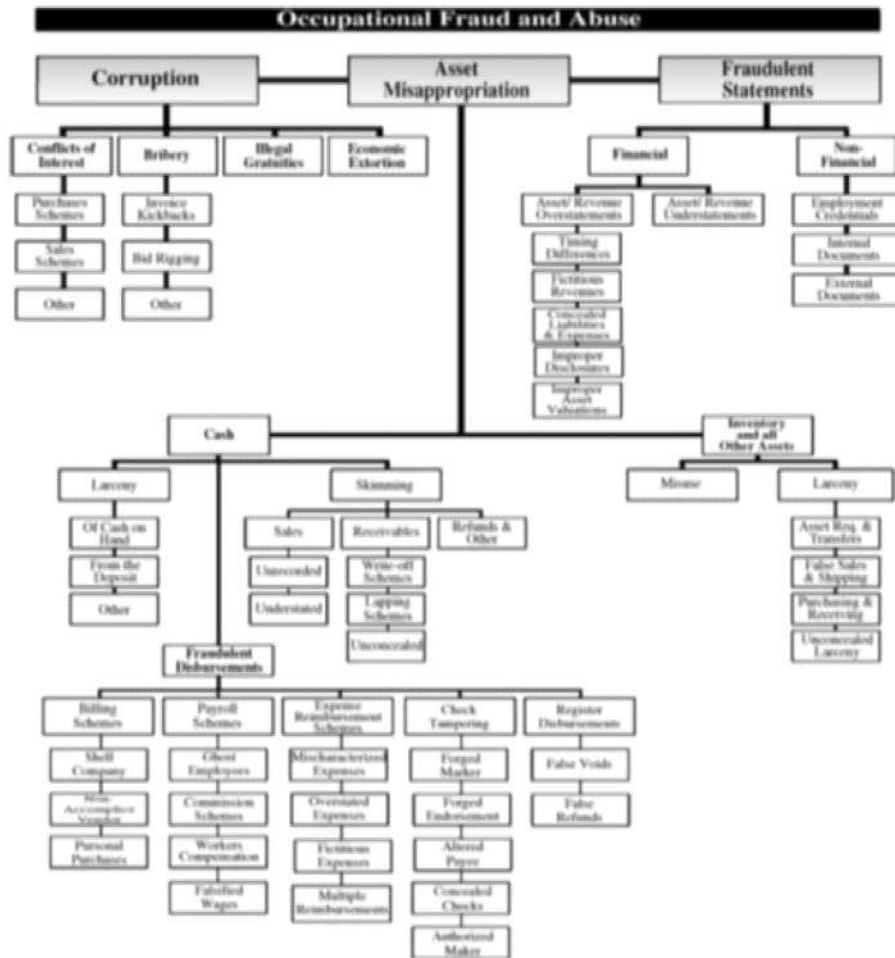 Occupational Fraud and Abuse
Corruption
Asset
Misappropriation
Fraudulent
Statements
Conflicts of
Interest
Bribery
Illegal
Gratuities
Economic
Extortion
Financial
Non-
Financial
Purchases
Schemes
Invoice
Kickbacks
Asset/ Revenue
Overstatements
Asset/ Revenue
Understatements
Employment
Credentials
Sales
Schemes
Bid Rigging
Timing
Differences
Internal
Documents
Other
Other
Fictitious
Revenues
External
Documents
Concealed
Liabilities
& Expenses
Improper
Disclosures
Improper
Asset
Valuations
Cash
Inventory
and all
Other Assets
Larceny
Skimming
Misuse
Larceny
Of Cash on
Hand
Sales
Receivables
Refunds &
Other
Asset Req. &
Transfers
From the
Deposit
Unrecorded
Write-off
Schemes
False Sales
& Shipping
Other
Understated
Lapping
Schemes
Purchasing &
Receiving
Unconcealed
Unconcealed
Larceny
Fraudulent
Disbursements
Billing
Schemes
Payroll
Schemes
Expense
Reimbursement
Schemes
Check
Tampering
Register
Disbursements
Shell
Company
Ghost
Employees
Mischaracterized
Expenses
Forged
Maker
False Voids
Non-
Accomplice
Vendor
Commission
Schemes
Overstated
Expenses
Forged
Endorsement
False
Refunds
Personal
Purchases
Workers
Compensation
Fictitious
Expenses
Altered
Payee
Falsified
Wages
Multiple
Reimbursements
Concealed
Checks
Authorized
Maker